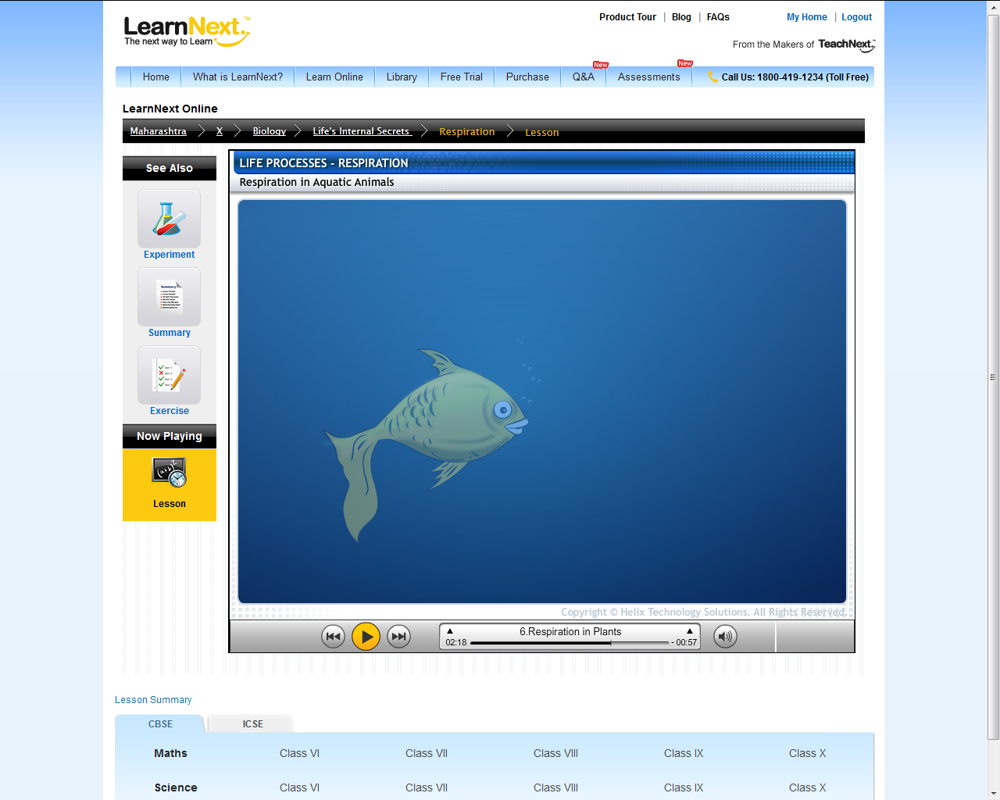 LearnNext.™
The next way to Learn
Product Tour | Blog | FAQs
My Home | Logout
From the Makers of TeachNext.™
Home
What is LearnNext?
Learn Online
Library
Free Trial
Purchase
Q&A
New
Assessments
New
Call Us: 1800-419-1234 (Toll Free)
LearnNext Online
Maharashtra
X
Biology
Life's Internal Secrets
Respiration
Lesson
See Also
Experiment
Summary
Summary
Exercise
Now Playing
Lesson
LIFE PROCESSES - RESPIRATION
Respiration in Aquatic Animals
Copyright © Helix Technology Solutions. All Rights Reserved.
6.Respiration in Plants
02:18
- 00:57
Lesson Summary
CBSE
ICSE
Maths Class VI Class VII Class VIII Class IX Class X
Science Class VI Class VII Class VIII Class IX Class X